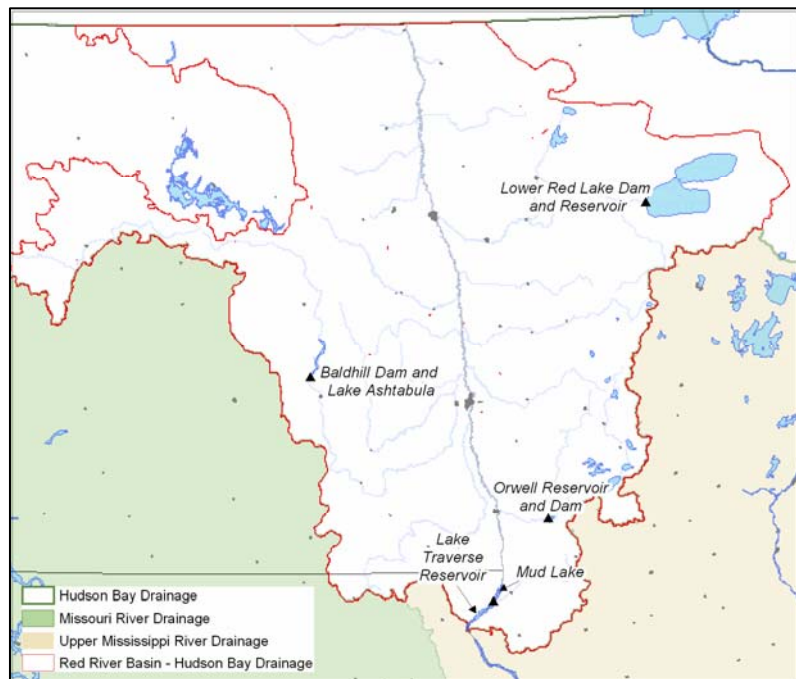 Lower Red Lake Dam
and Reservoir
Baldhill Dam and
Lake Ashtabula
Orwell Reservoir
and Dam
Lake
Traverse
Reservoir
Mud Lake
Hudson Bay Drainage
Missouri River Drainage
Upper Mississippi River Drainage
Red River Basin - Hudson Bay Drainage